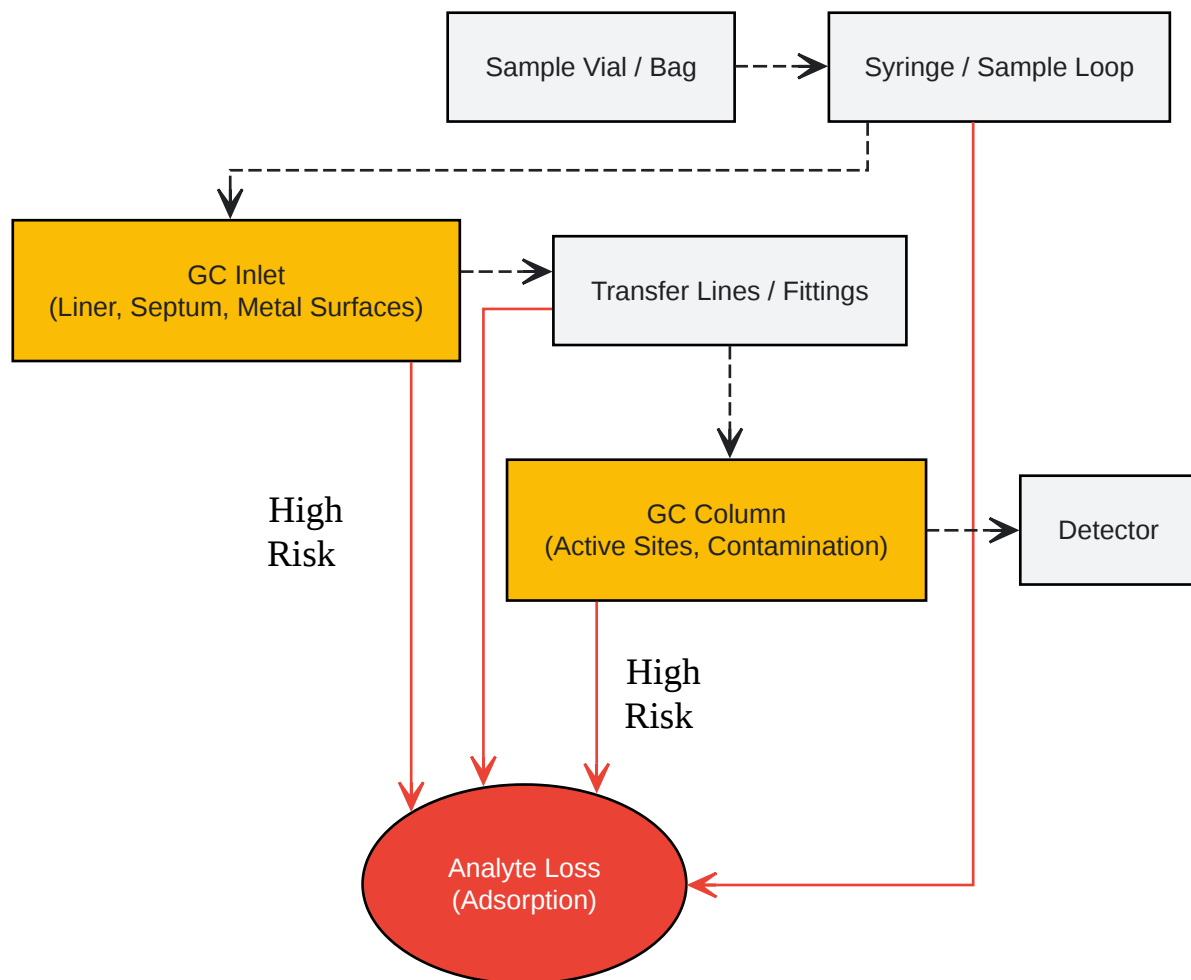 Sample Vial / Bag
Syringe / Sample Loop
GC Inlet
(Liner, Septum, Metal Surfaces)
Transfer Lines / Fittings
High
Risk
GC Column
(Active Sites, Contamination)
Detector
High
Risk
Analyte Loss
(Adsorption)